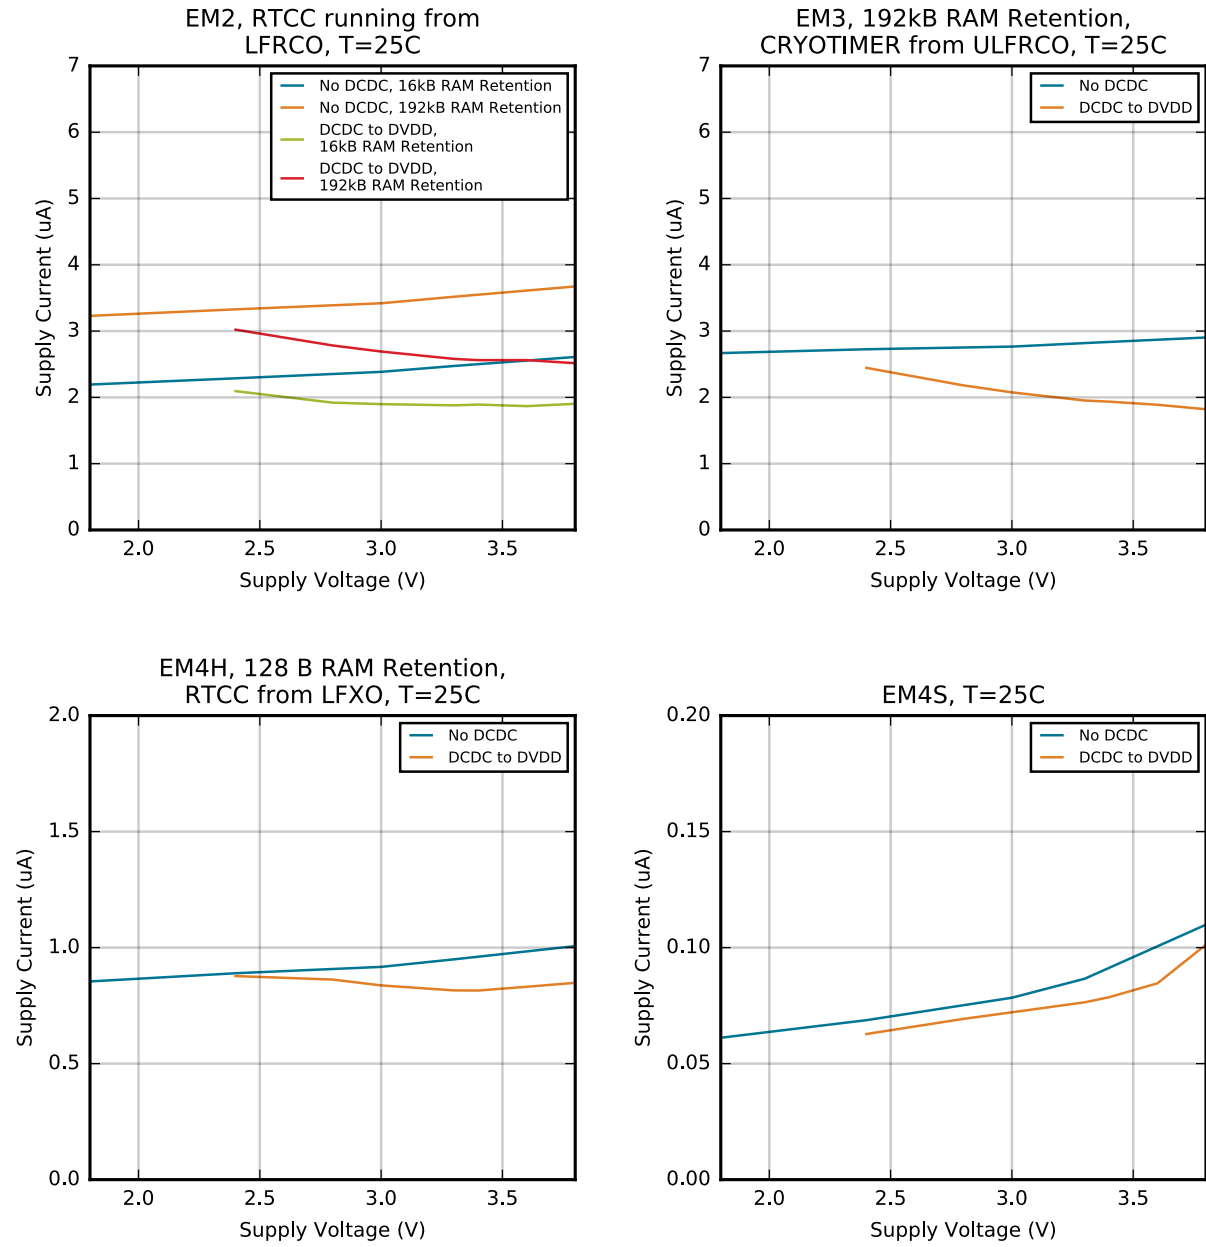 EM2, RTCC running from
LFRCO, T=25C
7
6
5
4
3
2
1
0
Supply Current (uA)
No DCDC, 16kB RAM Retention
No DCDC, 192kB RAM Retention
DCDC to DVDD,
16kB RAM Retention
DCDC to DVDD,
192kB RAM Retention
2.0 2.5 3.0 3.5
Supply Voltage (V)
EM3, 192kB RAM Retention,
CRYOTIMER from ULFRCO, T=25C
7
6
5
4
3
2
1
0
Supply Current (uA)
No DCDC
DCDC to DVDD
2.0 2.5 3.0 3.5
Supply Voltage (V)
EM4H, 128 B RAM Retention,
RTCC from LFXO, T=25C
2.0
1.5
1.0
0.5
0.0
Supply Current (uA)
No DCDC
DCDC to DVDD
2.0 2.5 3.0 3.5
Supply Voltage (V)
EM4S, T=25C
0.20
0.15
0.10
0.05
0.00
Supply Current (uA)
No DCDC
DCDC to DVDD
2.0 2.5 3.0 3.5
Supply Voltage (V)